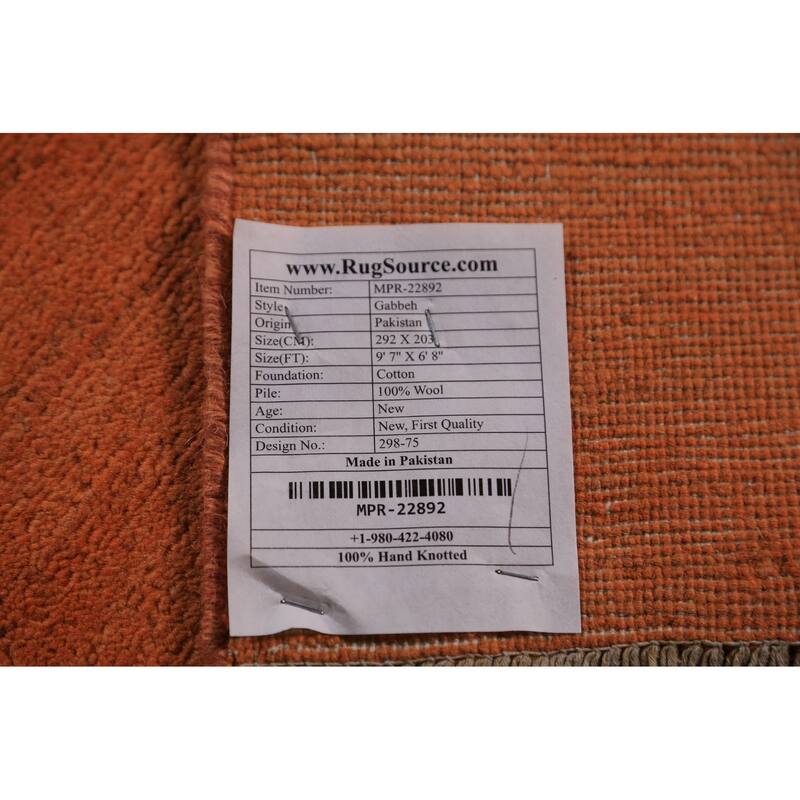 www.RugSource.com
Item Number: MPR-22892
Style: Gabbeh
Origin: Pakistan
Size(CM): 292 X 203
Size(FT): 9' 7" X 6' 8"
Foundation: Cotton
Pile: 100% Wool
Age: New
Condition: New, First Quality
Design No.: 298-75
Made in Pakistan
MPR-22892
+1-980-422-4080
100% Hand Knotted